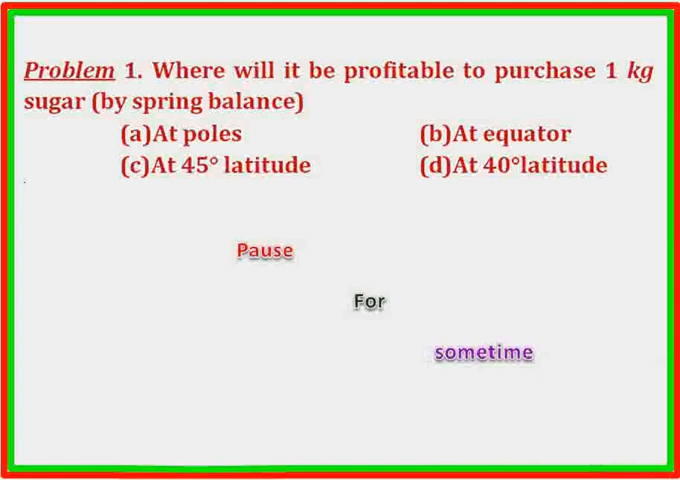 Problem 1. Where will it be profitable to purchase 1 kg
sugar (by spring balance)
(a)At poles (b)At equator
(c)At 45° latitude (d)At 40°latitude
Pause
For
sometime